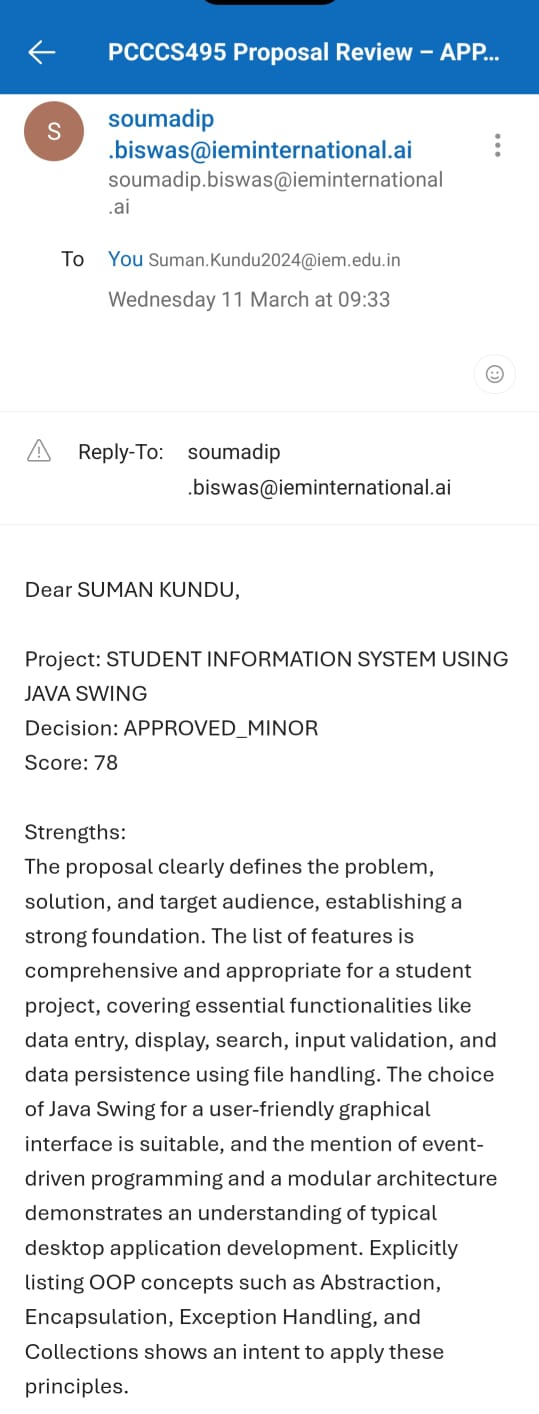 PCCCS495 Proposal Review – APP...
S
soumadip
.biswas@ieminternational.ai
soumadip.biswas@ieminternational
.ai
To You Suman.Kundu2024@iem.edu.in
Wednesday 11 March at 09:33
Reply-To: soumadip
.biswas@ieminternational.ai
Dear SUMAN KUNDU,
Project: STUDENT INFORMATION SYSTEM USING
JAVA SWING
Decision: APPROVED_MINOR
Score: 78
Strengths:
The proposal clearly defines the problem,
solution, and target audience, establishing a
strong foundation. The list of features is
comprehensive and appropriate for a student
project, covering essential functionalities like
data entry, display, search, input validation, and
data persistence using file handling. The choice
of Java Swing for a user-friendly graphical
interface is suitable, and the mention of event-
driven programming and a modular architecture
demonstrates an understanding of typical
desktop application development. Explicitly
listing OOP concepts such as Abstraction,
Encapsulation, Exception Handling, and
Collections shows an intent to apply these
principles.